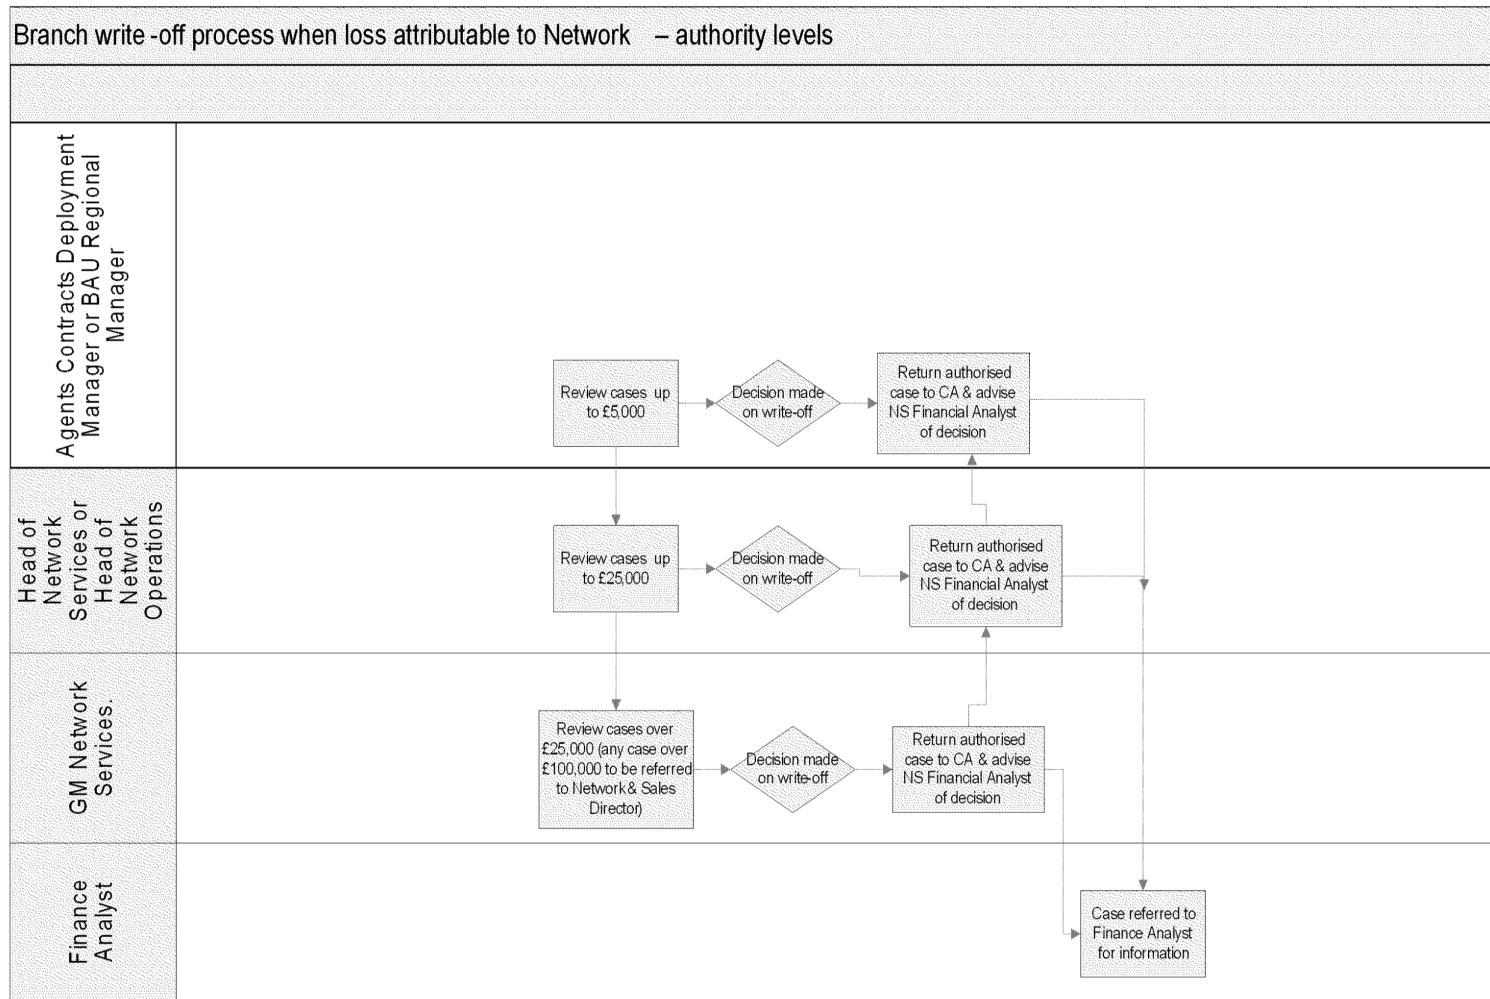 Branch write -off process when loss attributable to Network – authority levels
Agents Contracts Deployment
Manager or BAU Regional
Manager
Review cases up
to £5,000
Decision made
on write-off
Return authorised
case to CA & advise
NS Financial Analyst
of decision
Head of
Network
Services or
Head of
Network
Operations
Review cases up
to £25,000
Decision made
on write-off
Return authorised
case to CA & advise
NS Financial Analyst
of decision
GM Network
Services.
Review cases over
£25,000 (any case over
£100,000 to be referred
to Network & Sales
Director)
Decision made
on write-off
Return authorised
case to CA & advise
NS Financial Analyst
of decision
Finance
Analyst
Case referred to
Finance Analyst
for information